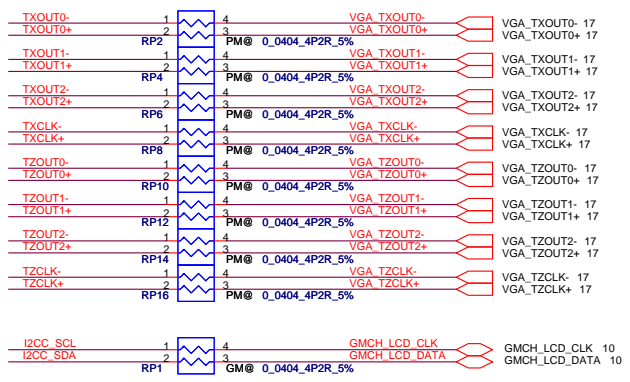 TXOUT0- 1 4 VGA_TXOUT0- VGA_TXOUT0- 17
TXOUT0+ 2 3 VGA_TXOUT0+ VGA_TXOUT0+ 17
RP2 PM@ 0_0404_4P2R_5%
TXOUT1- 1 4 VGA_TXOUT1- VGA_TXOUT1- 17
TXOUT1+ 2 3 VGA_TXOUT1+ VGA_TXOUT1+ 17
RP4 PM@ 0_0404_4P2R_5%
TXOUT2- 1 4 VGA_TXOUT2- VGA_TXOUT2- 17
TXOUT2+ 2 3 VGA_TXOUT2+ VGA_TXOUT2+ 17
RP6 PM@ 0_0404_4P2R_5%
TXCLK- 1 4 VGA_TXCLK- VGA_TXCLK- 17
TXCLK+ 2 3 VGA_TXCLK+ VGA_TXCLK+ 17
RP8 PM@ 0_0404_4P2R_5%
TZOUT0- 1 4 VGA_TZOUT0- VGA_TZOUT0- 17
TZOUT0+ 2 3 VGA_TZOUT0+ VGA_TZOUT0+ 17
RP10 PM@ 0_0404_4P2R_5%
TZOUT1- 1 4 VGA_TZOUT1- VGA_TZOUT1- 17
TZOUT1+ 2 3 VGA_TZOUT1+ VGA_TZOUT1+ 17
RP12 PM@ 0_0404_4P2R_5%
TZOUT2- 1 4 VGA_TZOUT2- VGA_TZOUT2- 17
TZOUT2+ 2 3 VGA_TZOUT2+ VGA_TZOUT2+ 17
RP14 PM@ 0_0404_4P2R_5%
TZCLK- 1 4 VGA_TZCLK- VGA_TZCLK- 17
TZCLK+ 2 3 VGA_TZCLK+ VGA_TZCLK+ 17
RP16 PM@ 0_0404_4P2R_5%
I2CC_SCL 1 4 GMCH_LCD_CLK GMCH_LCD_CLK 10
I2CC_SDA 2 3 GMCH_LCD_DATA GMCH_LCD_DATA 10
RP1 GM@ 0_0404_4P2R_5%